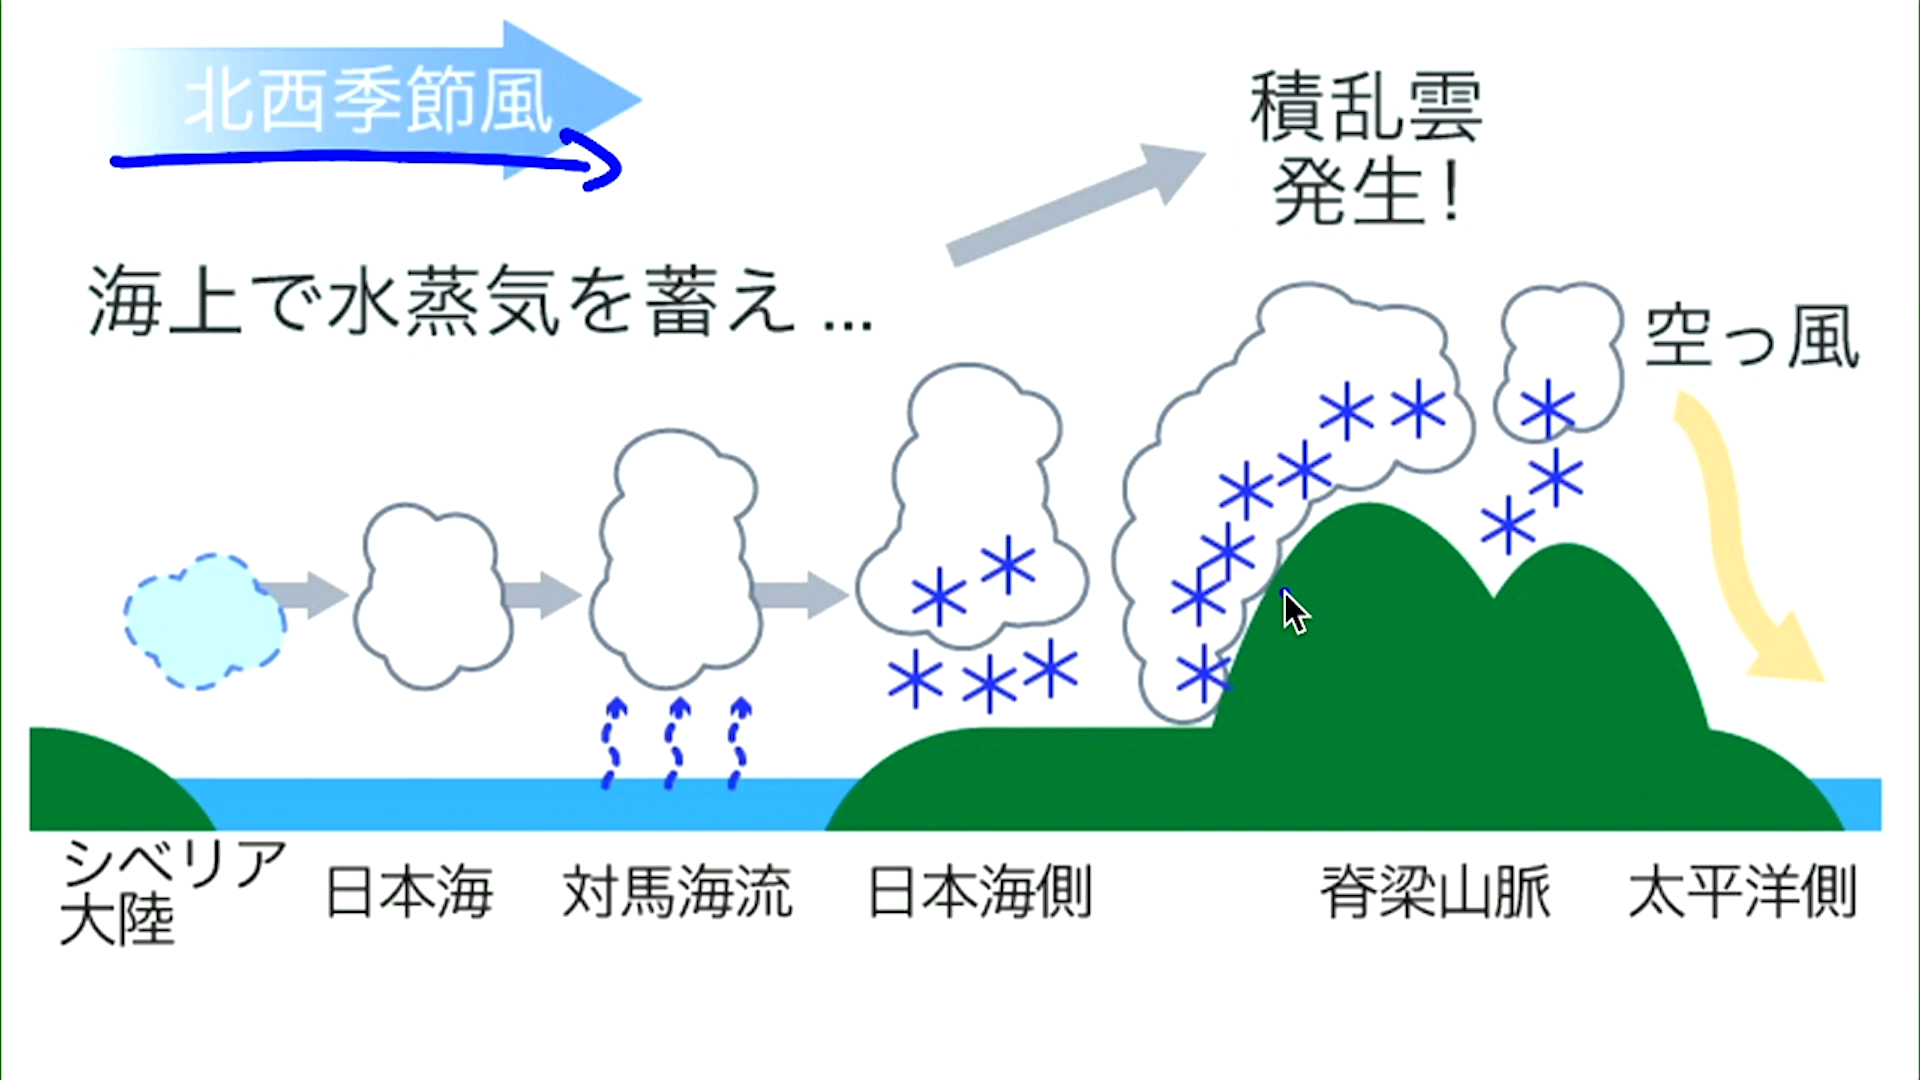 北西季節風
積乱雲
発生！
海上で水蒸気を蓄え ...
空っ風
シベリア
大陸
日本海
対馬海流
日本海側
脊梁山脈
太平洋側